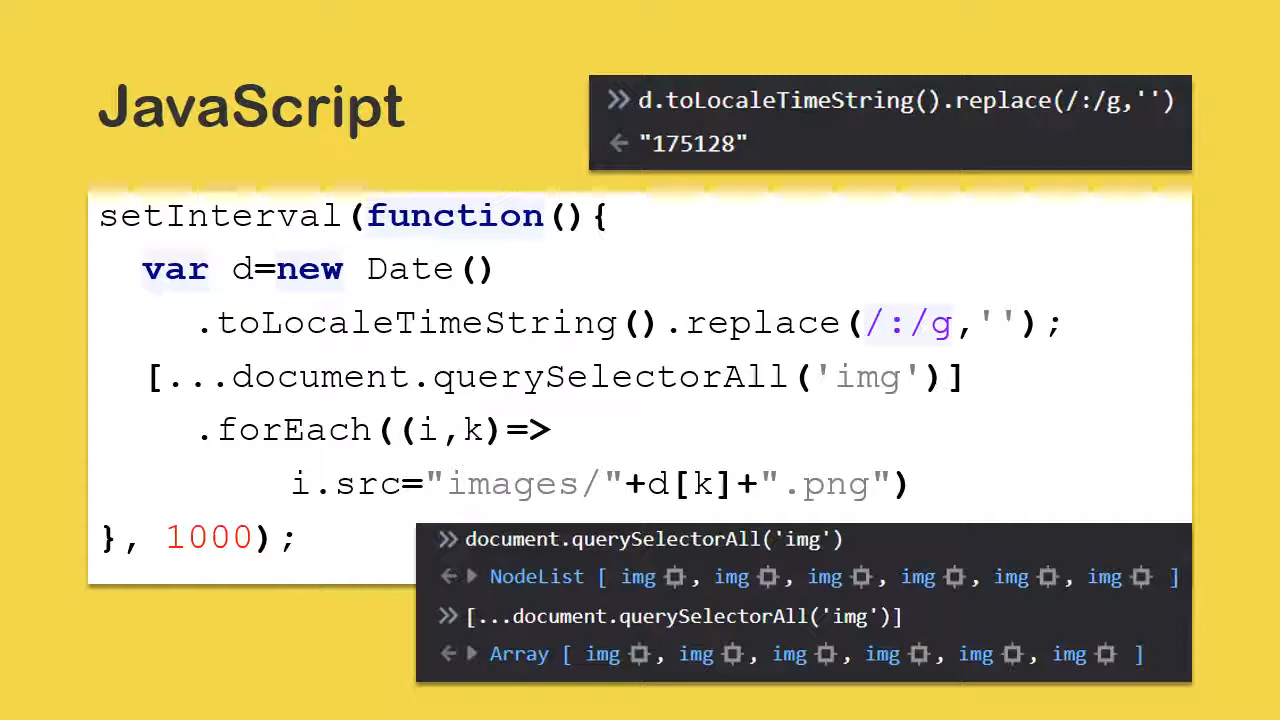 JavaScript
>> d.toLocaleTimeString().replace(/:/g,'')
← "175128"
setInterval(function(){
var d=new Date()
.toLocaleTimeString().replace(/:/g,'');
[...document.querySelectorAll('img')]
.forEach((i,k)=>
i.src="images/"+d[k]+".png")
}, 1000);
>> document.querySelectorAll('img')
← NodeList [ img, img, img, img, img, img ]
>> [...document.querySelectorAll('img')]
← Array [ img, img, img, img, img, img ]